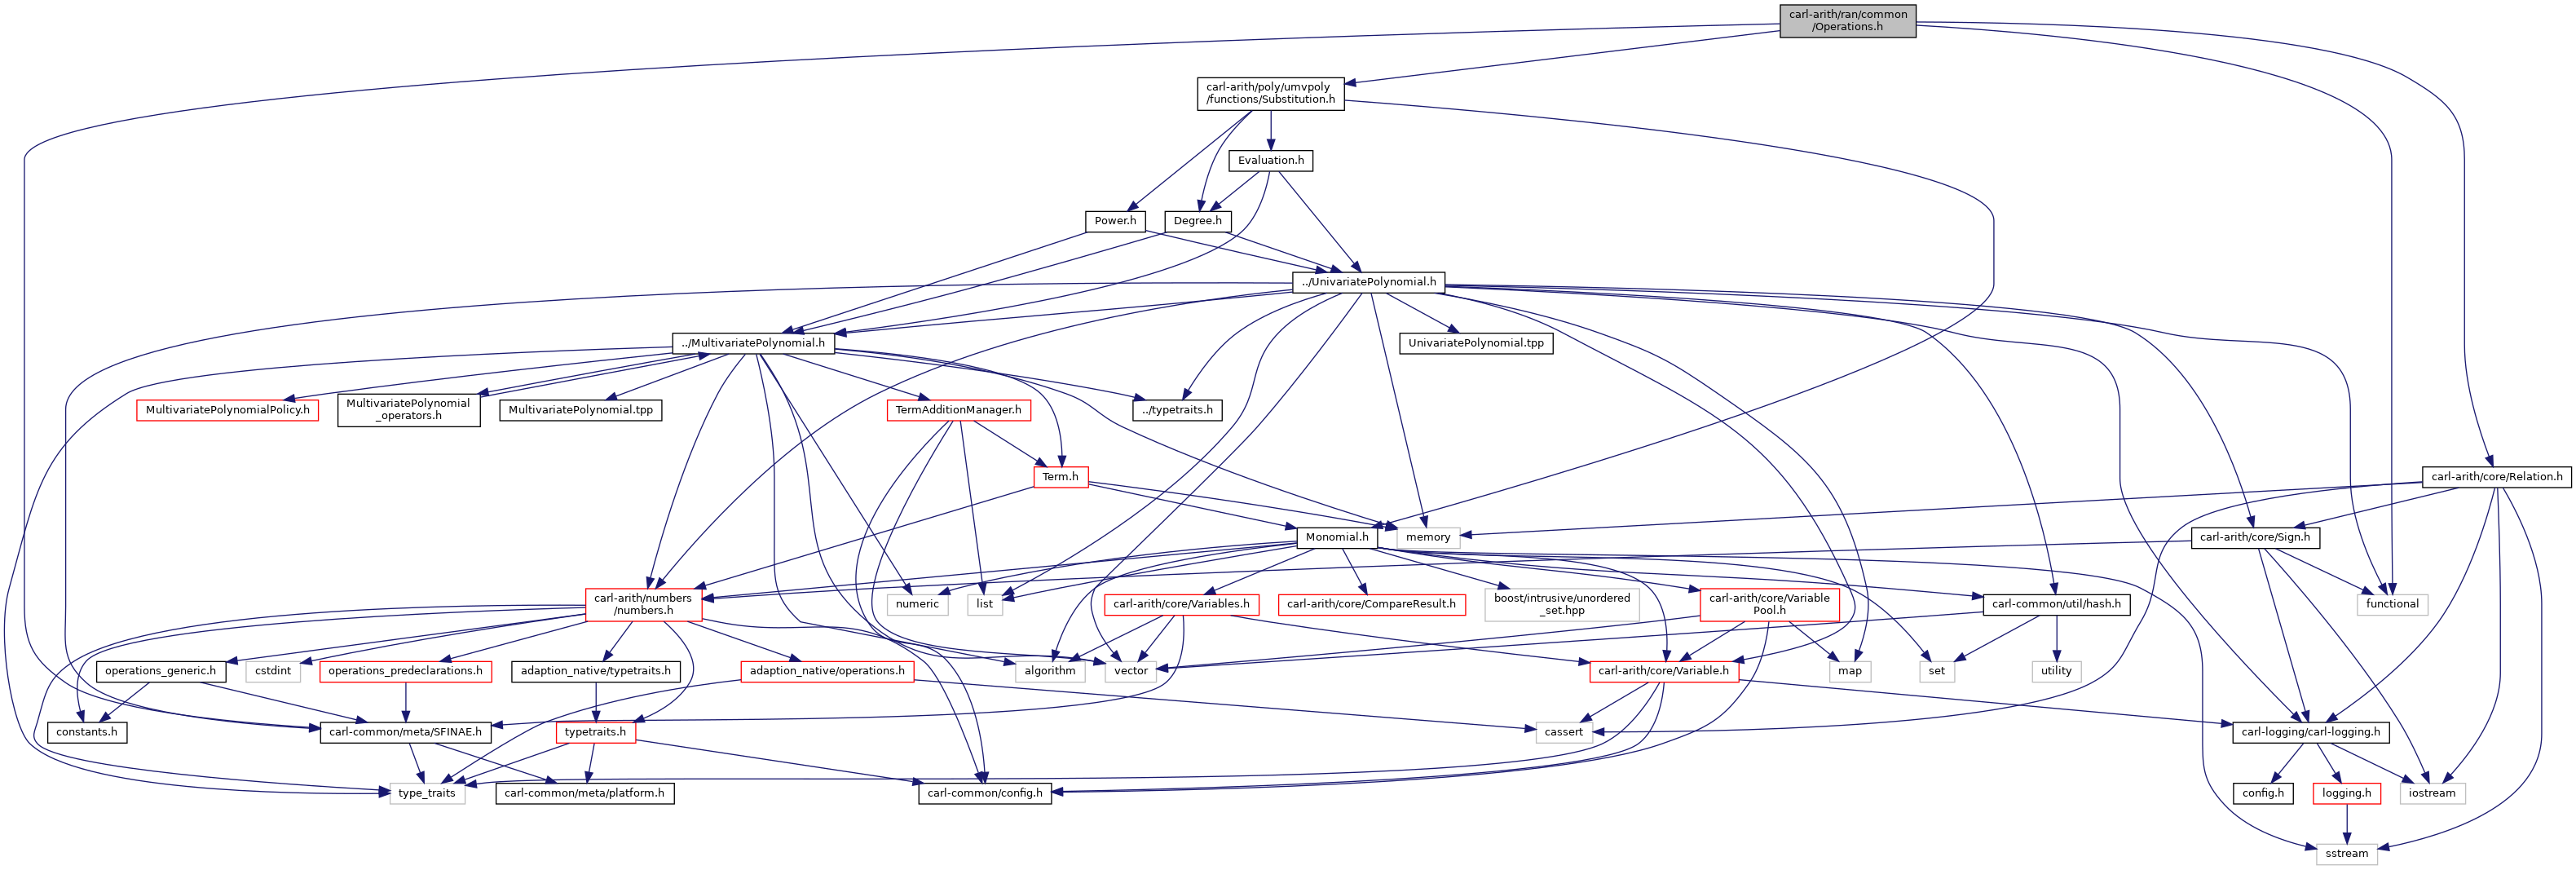 carl-arith/ran/common
/Operations.h
carl-arith/poly/umvpoly
/functions/Substitution.h
Evaluation.h
Power.h
Degree.h
../UnivariatePolynomial.h
../MultivariatePolynomial.h
UnivariatePolynomial.tpp
MultivariatePolynomialPolicy.h
MultivariatePolynomial
_operators.h
MultivariatePolynomial.tpp
TermAdditionManager.h
../typetraits.h
Term.h
carl-arith/core/Relation.h
memory
Monomial.h
carl-arith/core/Sign.h
carl-arith/numbers
/numbers.h
numeric
list
carl-arith/core/Variables.h
carl-arith/core/CompareResult.h
boost/intrusive/unordered
_set.hpp
carl-arith/core/Variable
Pool.h
carl-common/util/hash.h
functional
operations_generic.h
cstdint
operations_predeclarations.h
adaption_native/typetraits.h
adaption_native/operations.h
algorithm
vector
carl-arith/core/Variable.h
map
set
utility
constants.h
carl-common/meta/SFINAE.h
typetraits.h
cassert
carl-logging/carl-logging.h
type_traits
carl-common/meta/platform.h
carl-common/config.h
config.h
logging.h
iostream
sstream